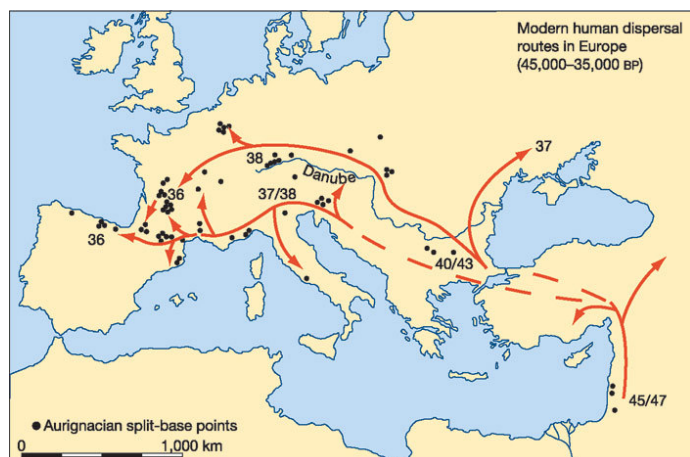 Modern human dispersal
routes in Europe
(45,000–35,000 BP)
37
38
Danube
36
37/38
36
40/43
45/47
Aurignacian split-base points
0 1,000 km